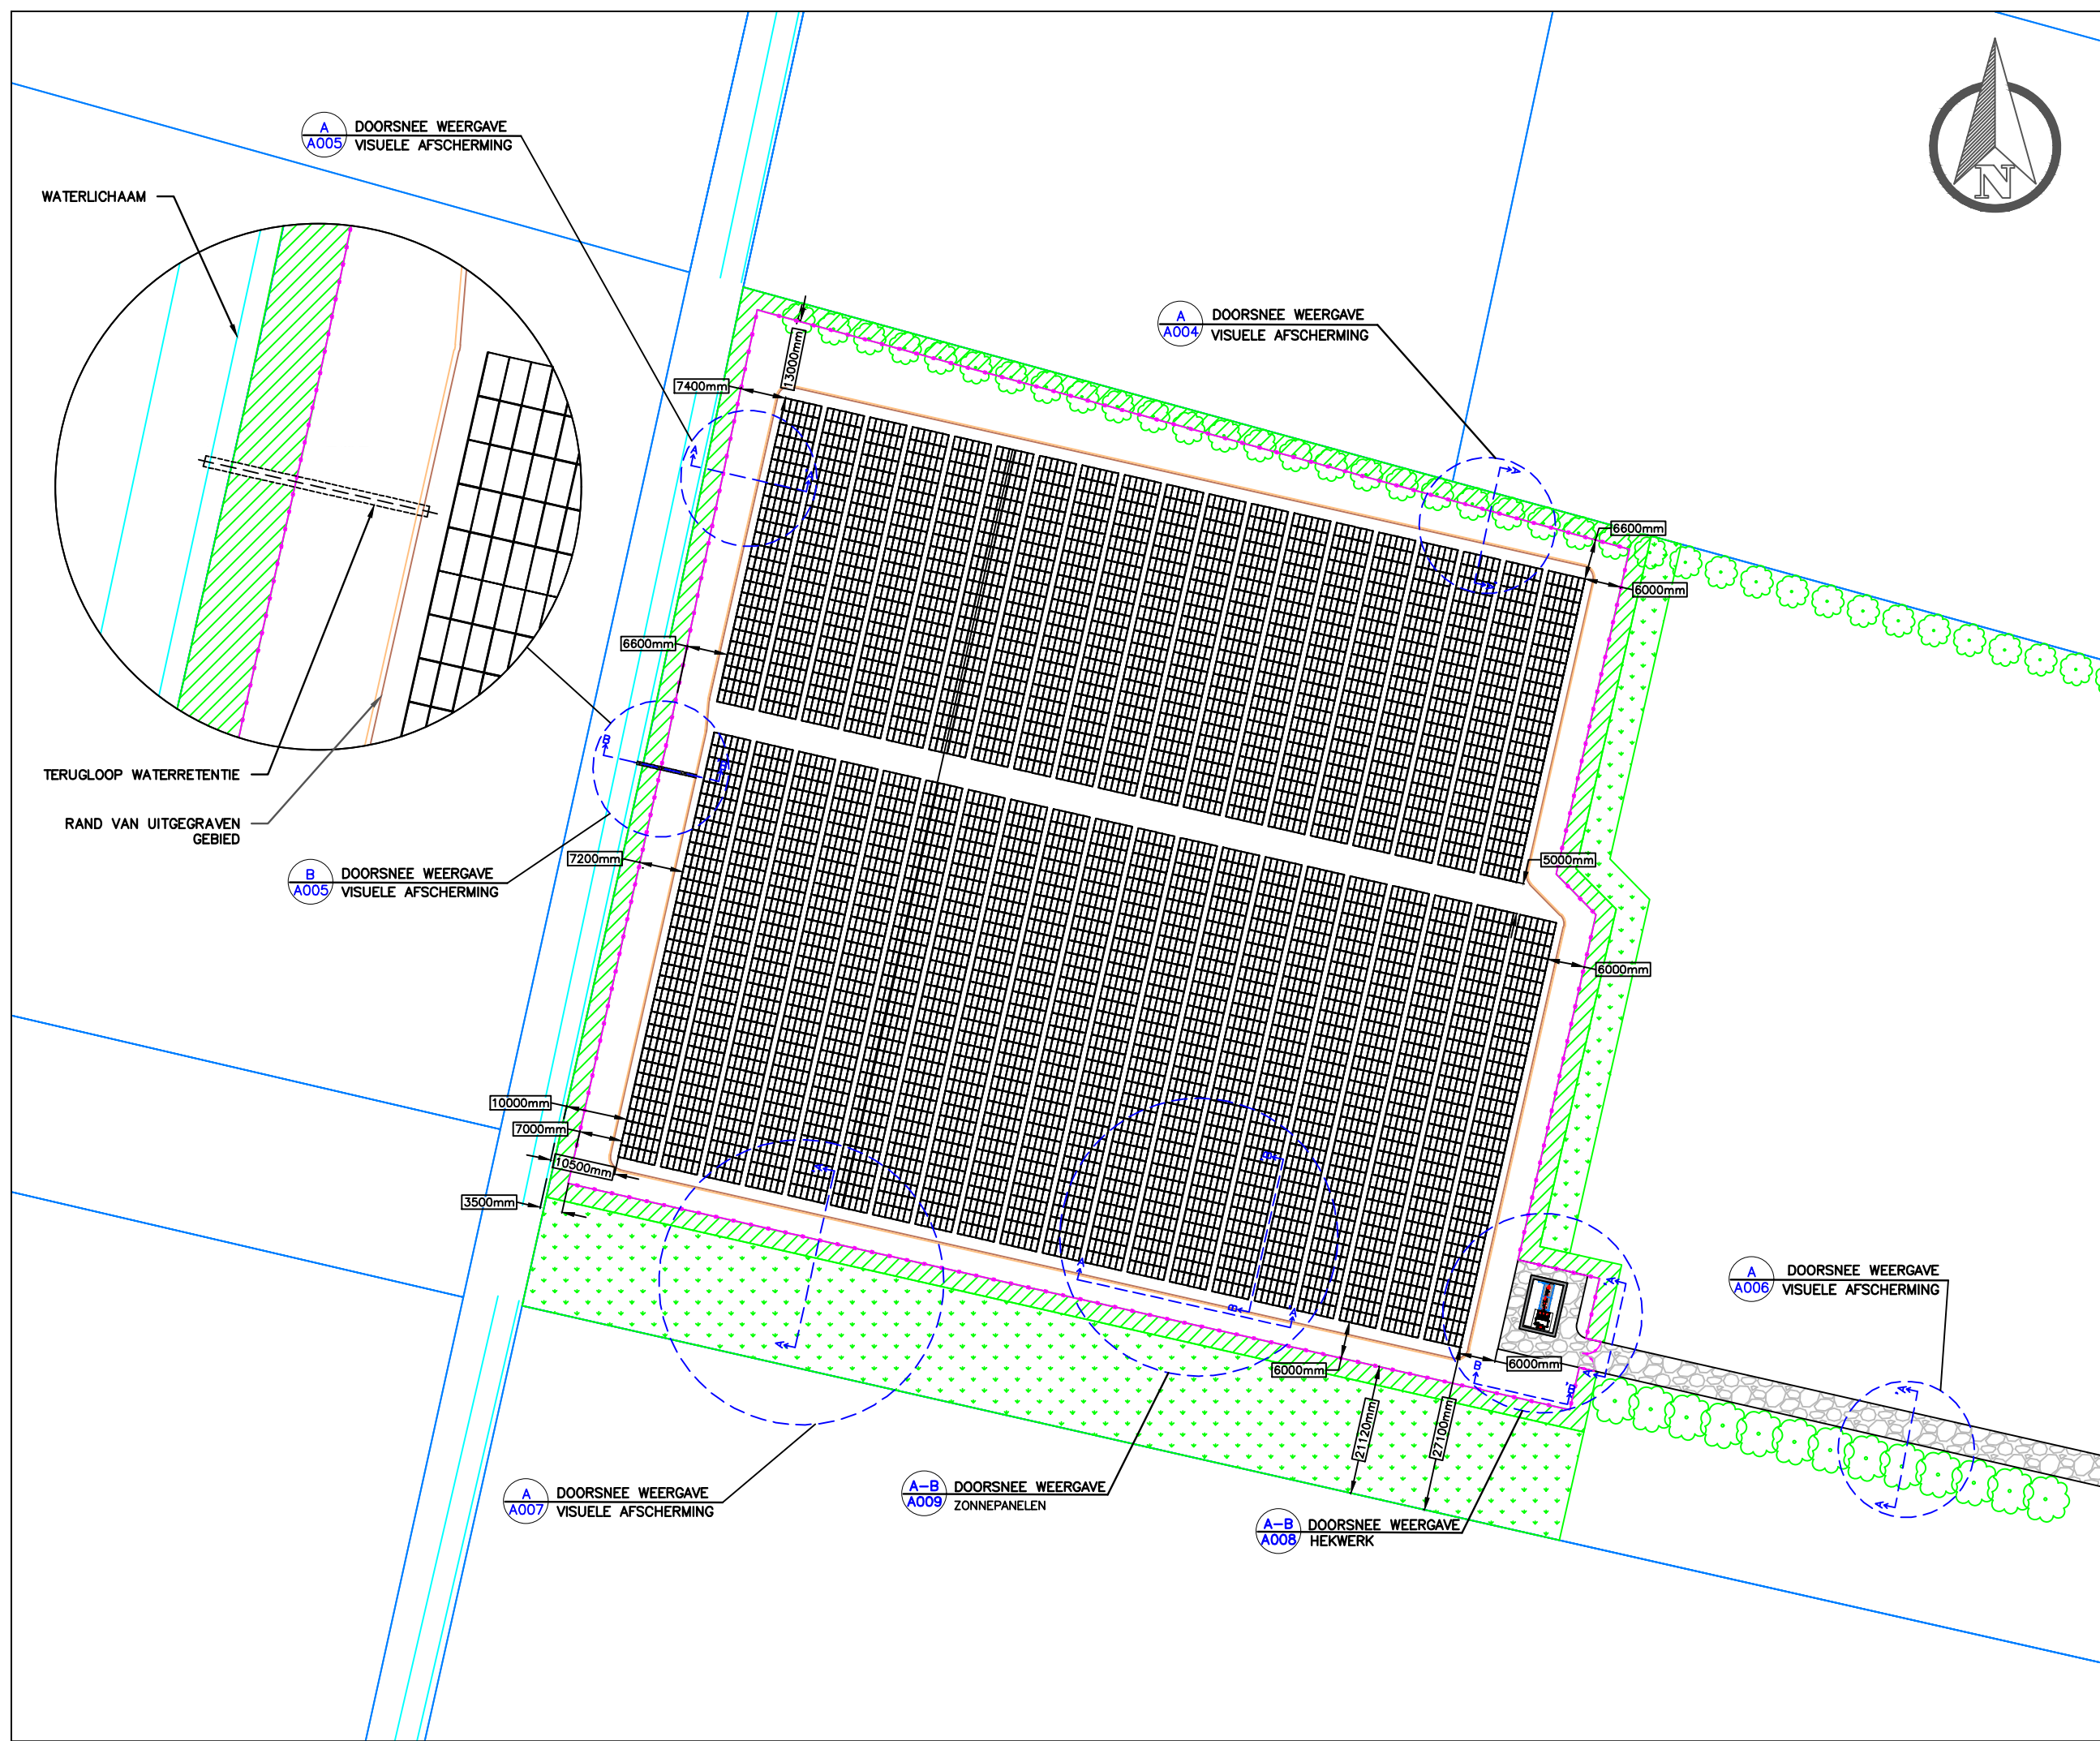 A
A005
DOORSNEE WEERGAVE
VISUELE AFSCHERMING
WATERLICHAAM
N
A
A004
DOORSNEE WEERGAVE
VISUELE AFSCHERMING
13000mm
7400mm
A
A
A
A
6600mm
6000mm
6600mm
B
B
TERUGLOOP WATERRETENTIE
RAND VAN UITGEGRAVEN
GEBIED
B
A005
DOORSNEE WEERGAVE
VISUELE AFSCHERMING
7200mm
5000mm
6000mm
10000mm
7000mm
10500mm
3500mm
A
A
B
B
A
A
A
A006
DOORSNEE WEERGAVE
VISUELE AFSCHERMING
A
A
B
B
6000mm
6000mm
21120mm
27100mm
A
A
A
A007
DOORSNEE WEERGAVE
VISUELE AFSCHERMING
A-B
A009
DOORSNEE WEERGAVE
ZONNEPANELEN
A-B
A008
DOORSNEE WEERGAVE
HEKWERK